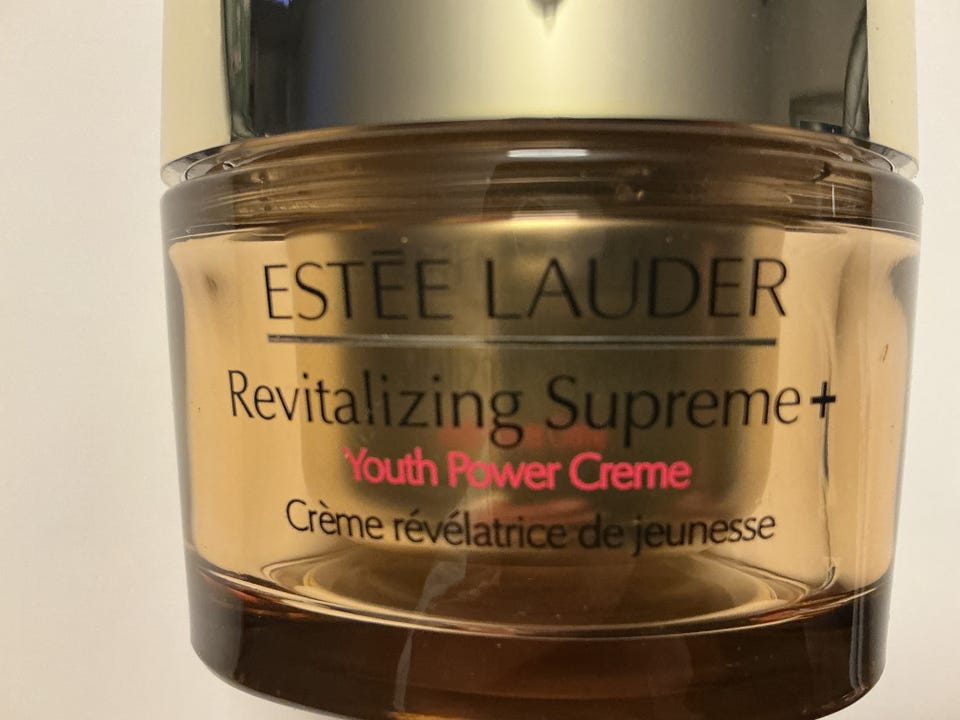 ESTĒE LAUDER
Revitalizing Supreme+
Youth Power Creme
Crème révélatrice de jeunesse